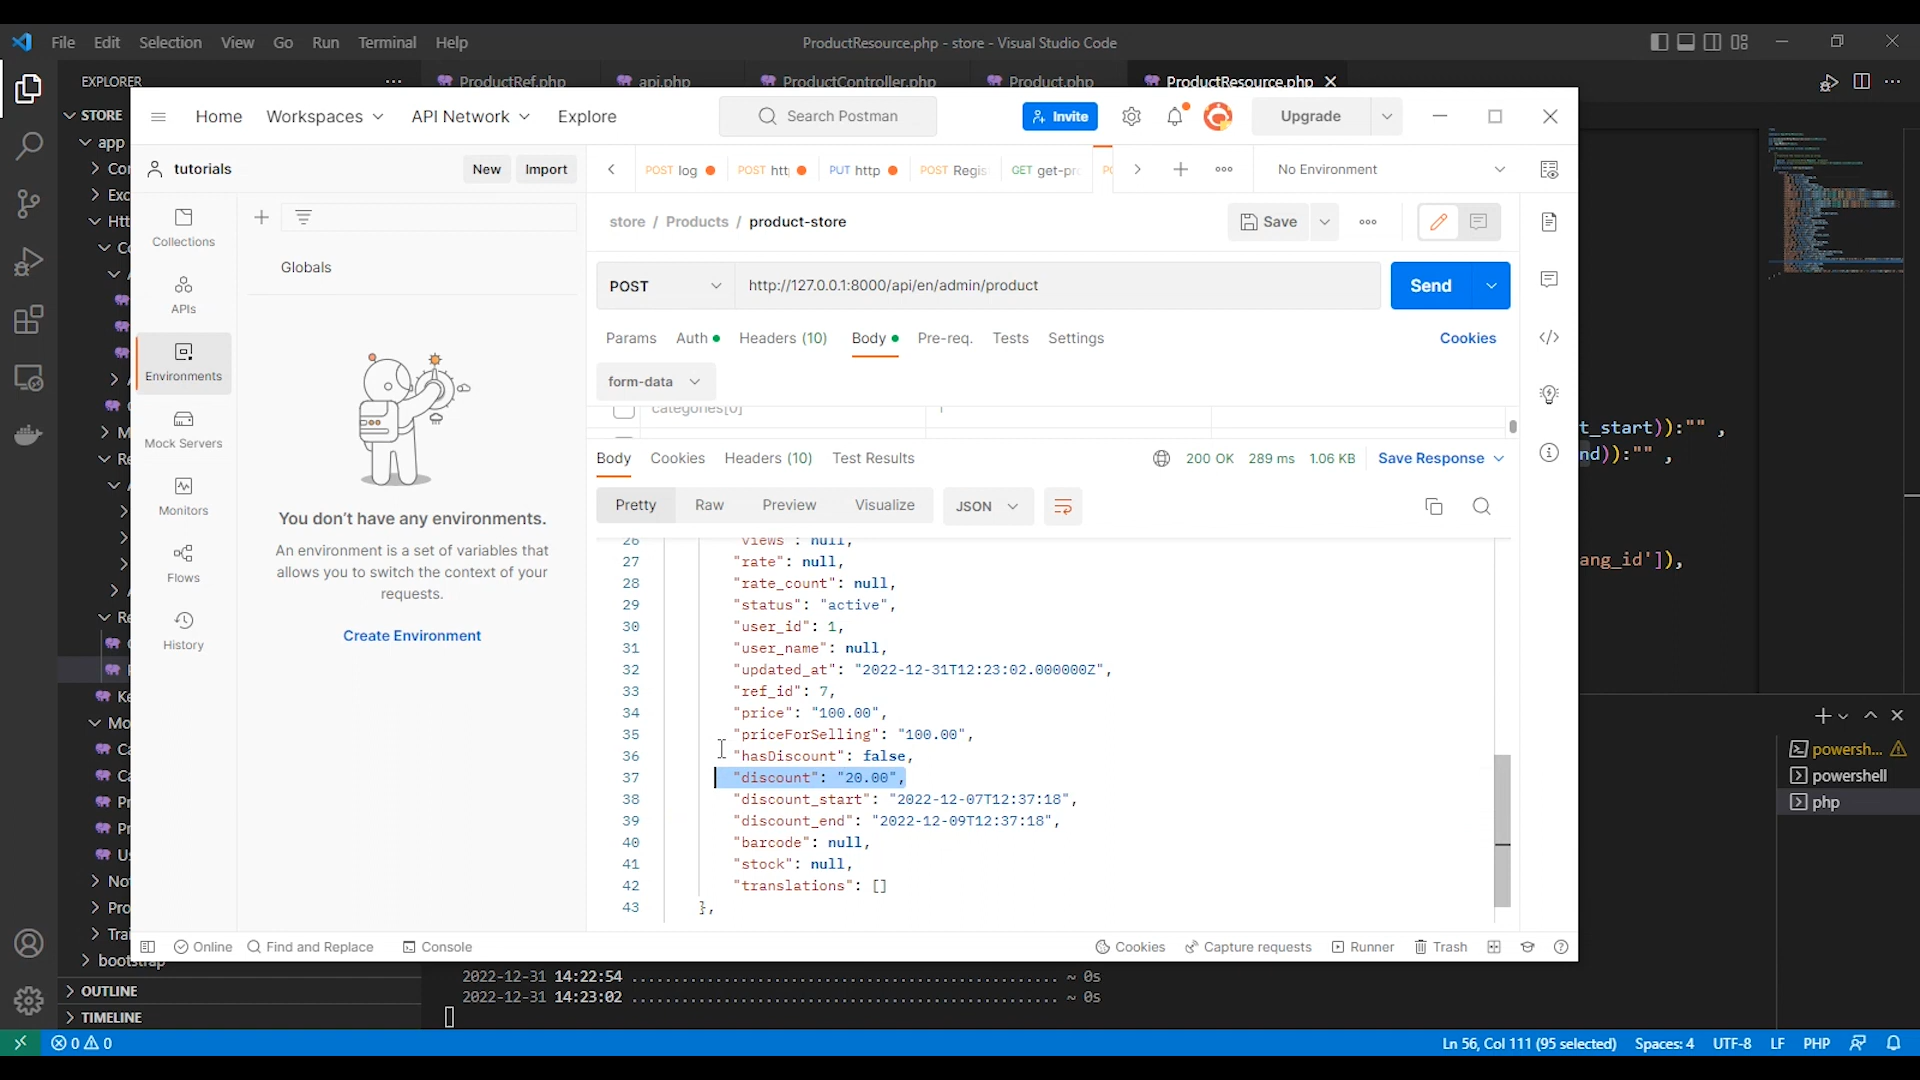 File Edit Selection View Go Run Terminal Help
ProductResource.php - store - Visual Studio Code
EXPLORER
ProductRef.php
api.php
ProductController.php
Product.php
ProductResource.php
STORE
app
bootstrap
OUTLINE
TIMELINE
Home Workspaces API Network Explore
Search Postman
Invite
Upgrade
tutorials
New Import
POST log
PUT http
POST Regis
GET get-pro
No Environment
Collections
APIs
Environments
Mock Servers
Monitors
Flows
History
Globals
You don't have any environments.
An environment is a set of variables that
allows you to switch the context of your
requests.
Create Environment
store / Products / product-store
Save
POST http://127.0.0.1:8000/api/en/admin/product
Send
Params Auth Headers (10) Body Pre-req. Tests Settings
Cookies
form-data
categories[0]
Body Cookies Headers (10) Test Results
200 OK 289 ms 1.06 KB Save Response
Pretty Raw Preview Visualize JSON
26 "views": null,
27 "rate": null,
28 "rate_count": null,
29 "status": "active",
30 "user_id": 1,
31 "user_name": null,
32 "updated_at": "2022-12-31T12:23:02.000000Z",
33 "ref_id": 7,
34 "price": "100.00",
35 "priceForSelling": "100.00",
36 "hasDiscount": false,
37 "discount": "20.00",
38 "discount_start": "2022-12-07T12:37:18",
39 "discount_end": "2022-12-09T12:37:18",
40 "barcode": null,
41 "stock": null,
42 "translations": []
43 },
t_start)):"" ,
nd)):"" ,
ang_id']),
powersh...
powershell
php
Online Find and Replace Console
Cookies Capture requests Runner Trash
2022-12-31 14:22:54 ~ 0s
2022-12-31 14:23:02 ~ 0s
0 0
Ln 56, Col 111 (95 selected) Spaces: 4 UTF-8 LF PHP